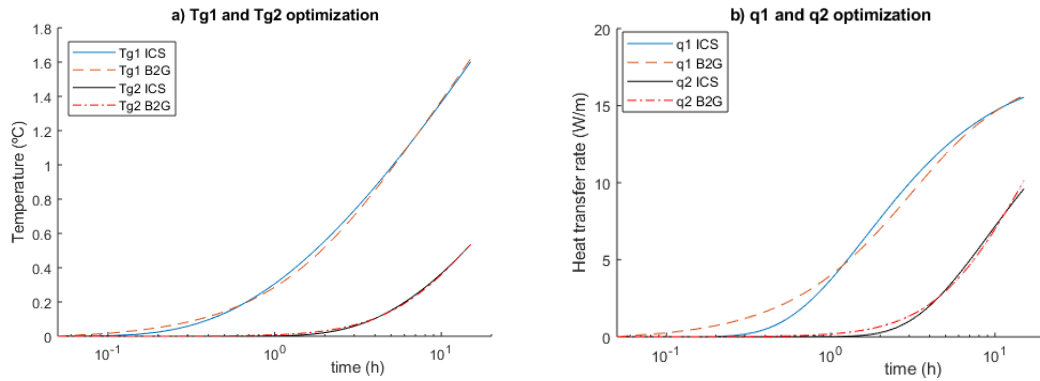 a) Tg1 and Tg2 optimization
Temperature (ºC)
1.8
1.6
1.4
1.2
1
0.8
0.6
0.4
0.2
0
Tg1 ICS
Tg1 B2G
Tg2 ICS
Tg2 B2G
10⁻¹
10⁰
10¹
time (h)
b) q1 and q2 optimization
Heat transfer rate (W/m)
20
15
10
5
0
q1 ICS
q1 B2G
q2 ICS
q2 B2G
10⁻¹
10⁰
10¹
time (h)